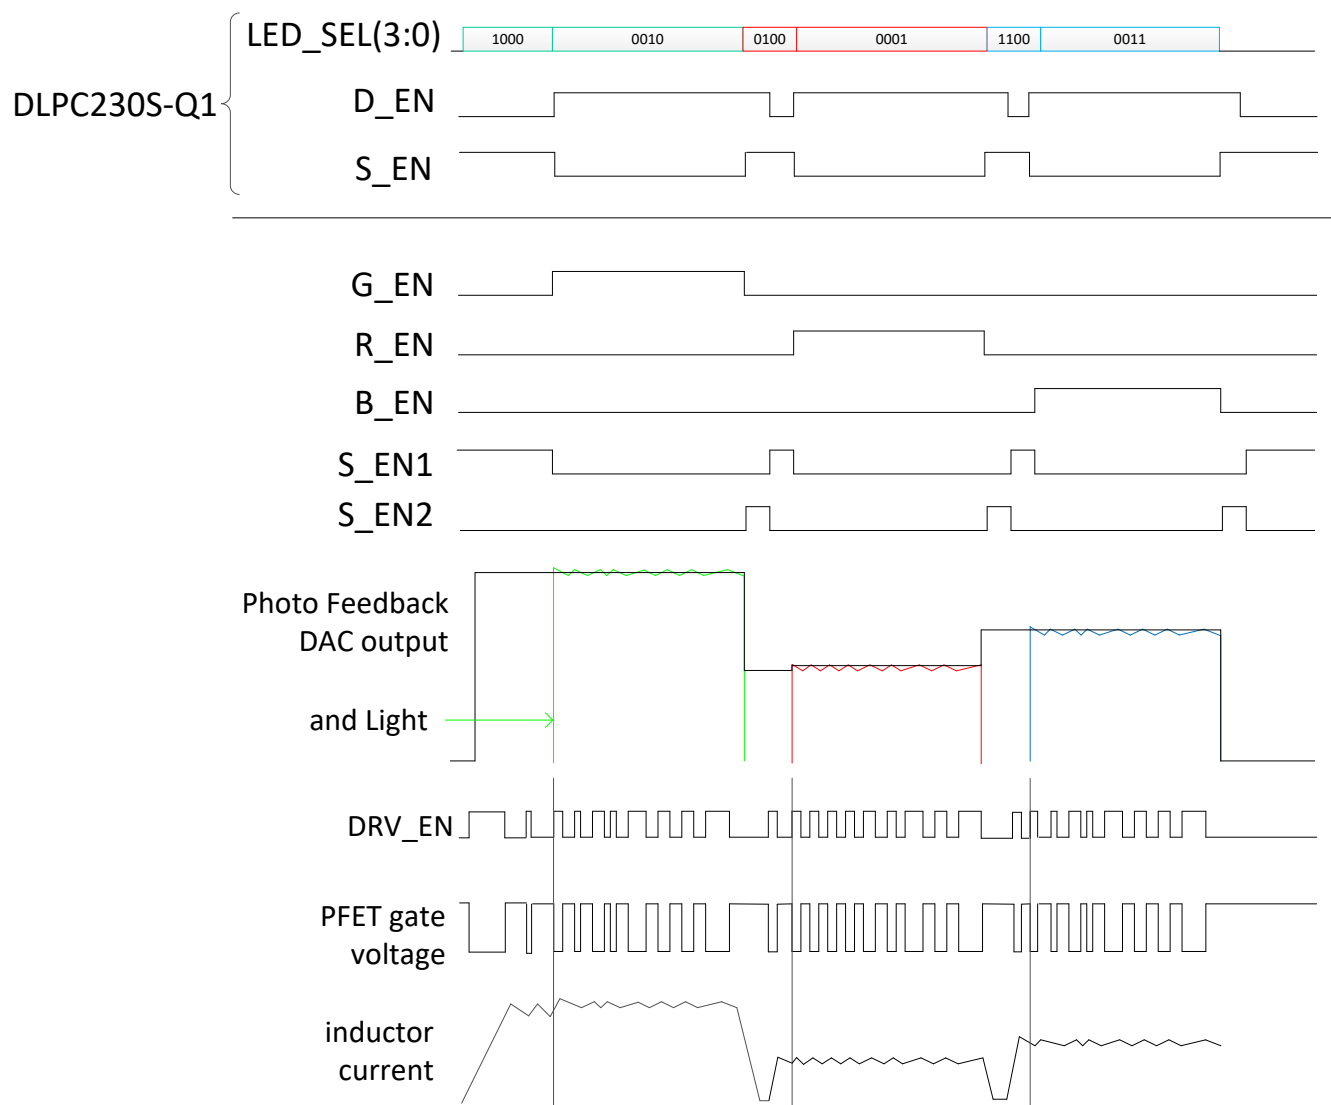 LED_SEL(3:0)
1000 0010 0100 0001 1100 0011
DLPC230S-Q1
D_EN
S_EN
G_EN
R_EN
B_EN
S_EN1
S_EN2
Photo Feedback
DAC output
and Light
DRV_EN
PFET gate
voltage
inductor
current